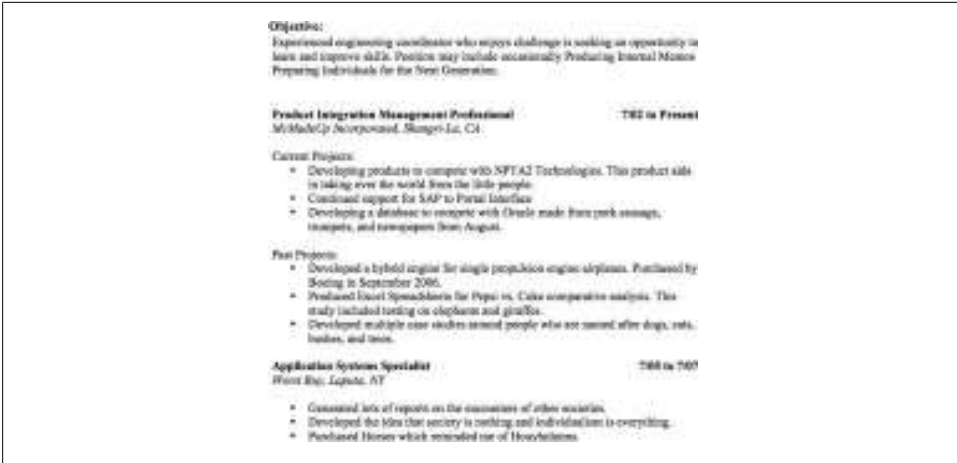 Objective:
Experienced engineering coordinator who enjoys challenge is seeking an opportunity to
learn and improve skills. Position may include occasionally Producing Internal Memos
Preparing Individuals for the Next Generation.
Product Integration Management Professional 7/02 to Present
McMadeUp Incorporated, Shangri-La, CA
Current Projects:
• Developing products to compete with NPTA2 Technologies. This product aids
in taking over the world from the little people.
• Continued support for SAP to Portal Interface
• Developing a database to compete with Oracle made from pork sausage,
trumpets, and newspapers from August.
Past Projects:
• Developed a hybrid engine for single propulsion engine airplanes. Purchased by
Boeing in September 2006.
• Produced Excel Spreadsheets for Pepsi vs. Coke comparative analysis. This
study included testing on elephants and giraffes.
• Developed multiple case studies around people who are named after dogs, cats,
bushes, and trees.
Application Systems Specialist to
Laputa, NY
• Generated lots of reports on the encounters of other societies.
• Developed the idea that society is nothing and individualism is everything.
• Purchased Horses which reminded me of Houyhnhnms.